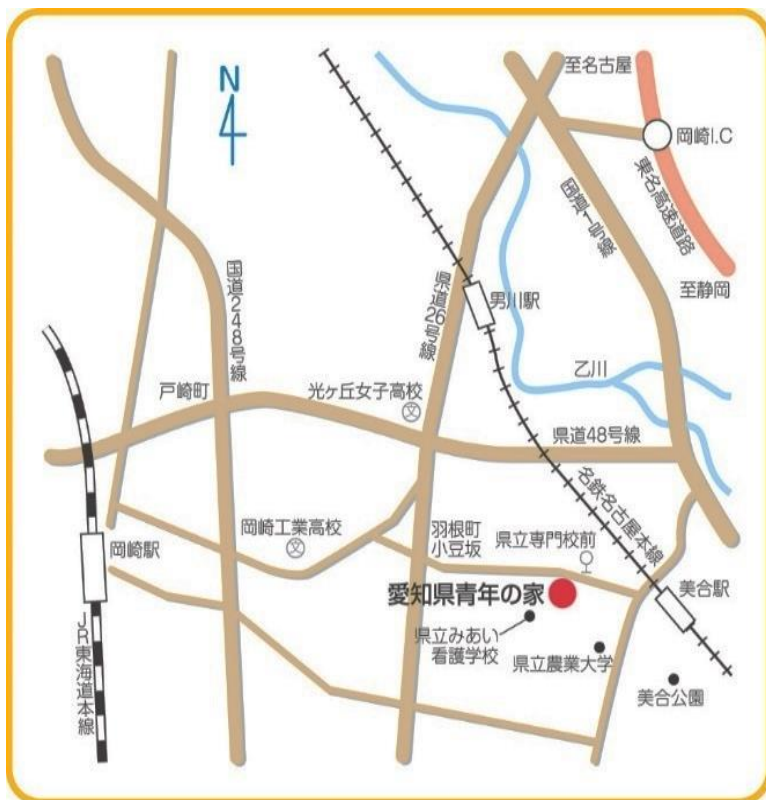 至名古屋
N
岡崎I.C
東名高速道路
国道1号線
至静岡
国道248号線
県道26号線
男川駅
乙川
戸崎町
光ヶ丘女子高校
文
県道48号線
名鉄名古屋本線
岡崎工業高校
文
羽根町
小豆坂
県立専門校前
岡崎駅
愛知県青年の家
美合駅
県立みあい
看護学校
県立農業大学
美合公園
JR東海道本線